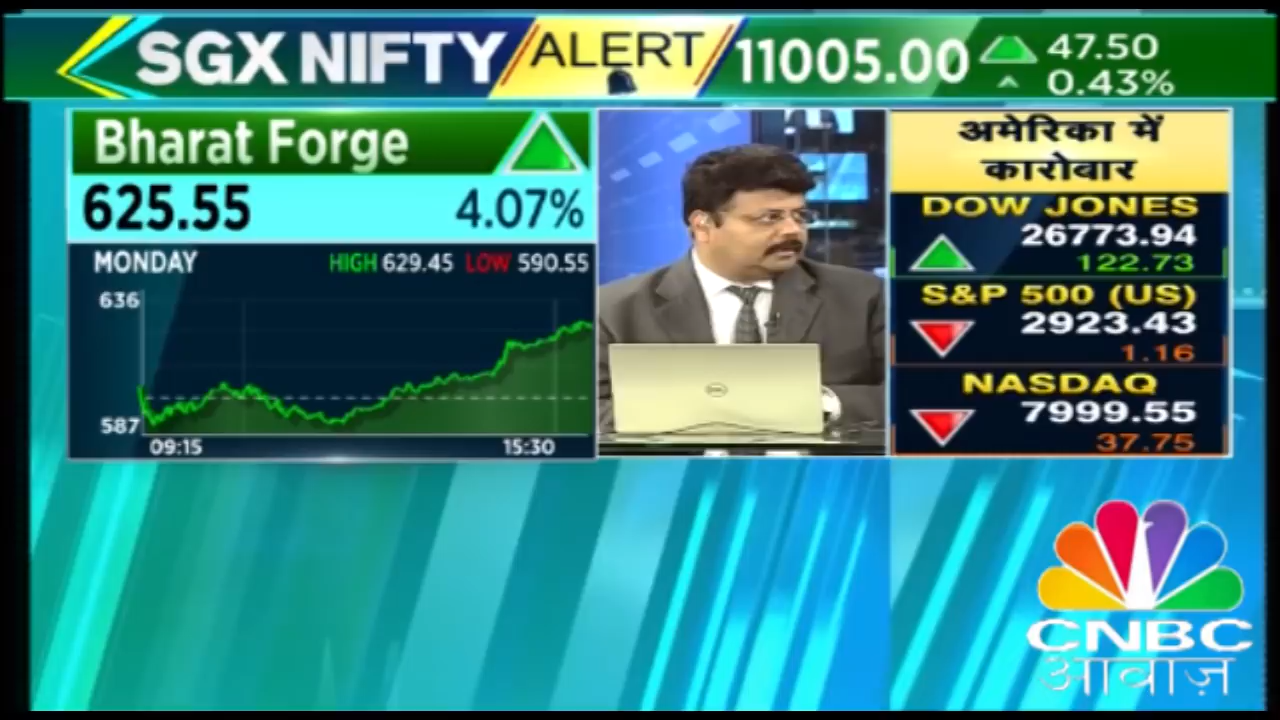 SGX NIFTY ALERT 11005.00 47.50
0.43%
Bharat Forge
625.55 4.07%
MONDAY HIGH 629.45 LOW 590.55
636
587
09:15 15:30
अमेरिका में
कारोबार
DOW JONES
26773.94
122.73
S&P 500 (US)
2923.43
1.16
NASDAQ
7999.55
37.75
CNBC
आवाज़